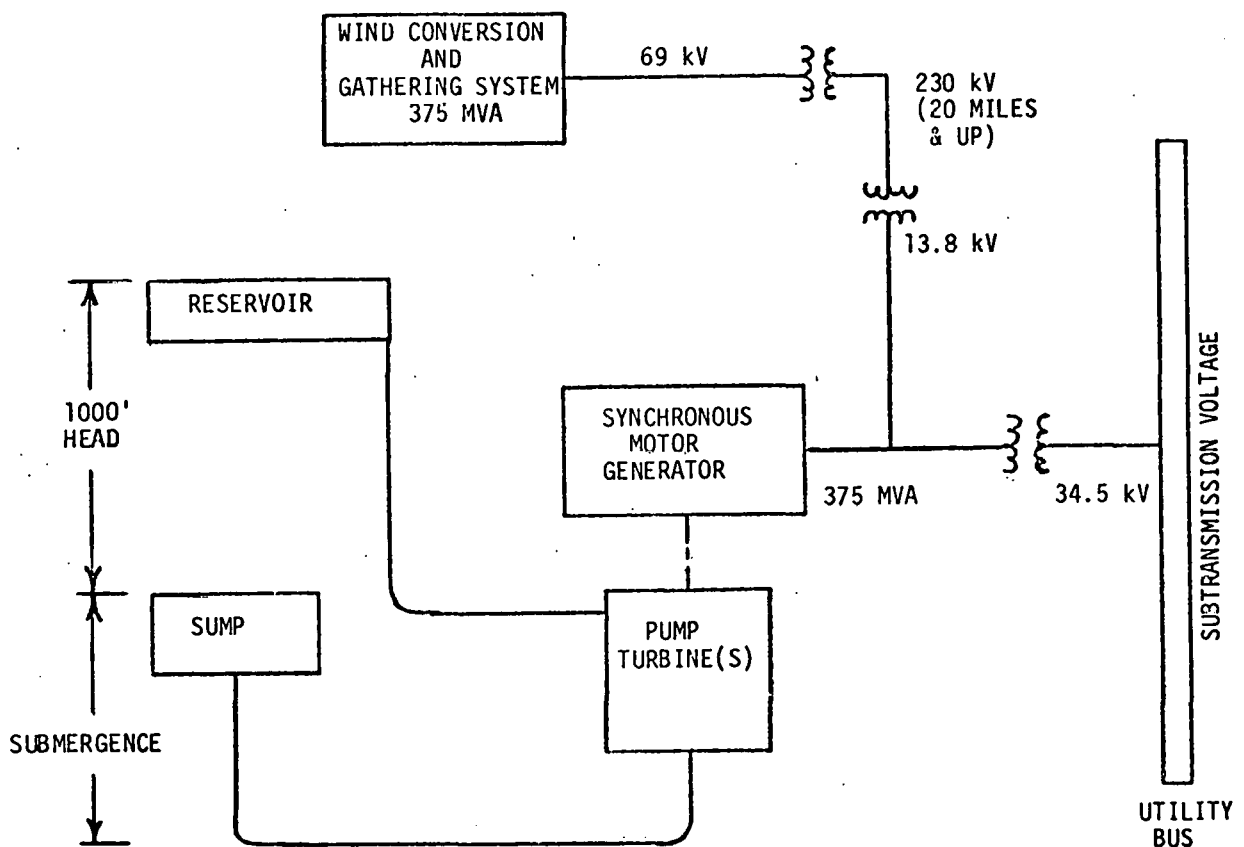 WIND CONVERSION
AND
GATHERING SYSTEM
375 MVA
69 kV
230 kV
(20 MILES
& UP)
13.8 kV
RESERVOIR
1000'
HEAD
SYNCHRONOUS
MOTOR
GENERATOR
375 MVA
34.5 kV
SUBTRANSMISSION VOLTAGE
SUMP
PUMP
TURBINE(S)
SUBMERGENCE
UTILITY
BUS